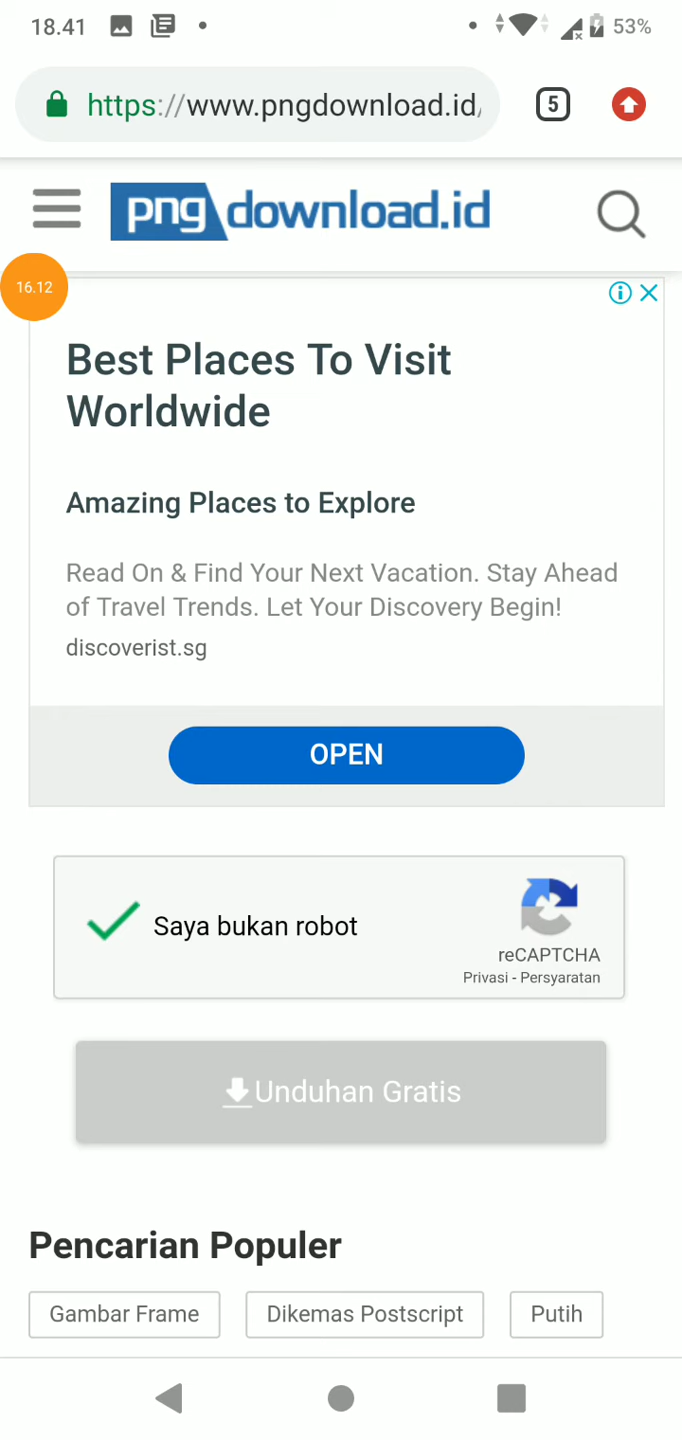 18.41
53%
https://www.pngdownload.id/
5
png download.id
16.12
Best Places To Visit
Worldwide
Amazing Places to Explore
Read On & Find Your Next Vacation. Stay Ahead
of Travel Trends. Let Your Discovery Begin!
discoverist.sg
OPEN
Saya bukan robot
reCAPTCHA
Privasi - Persyaratan
Unduhan Gratis
Pencarian Populer
Gambar Frame
Dikemas Postscript
Putih